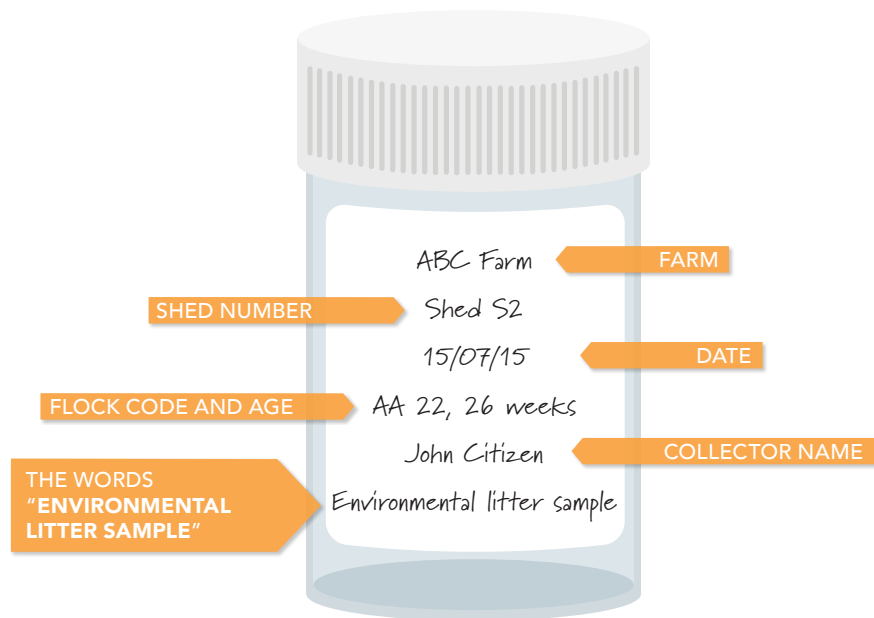 ABC Farm
FARM
SHED NUMBER
Shed S2
15/07/15
DATE
FLOCK CODE AND AGE
AA 22, 26 weeks
John Citizen
COLLECTOR NAME
THE WORDS
“ENVIRONMENTAL
LITTER SAMPLE”
Environmental litter sample